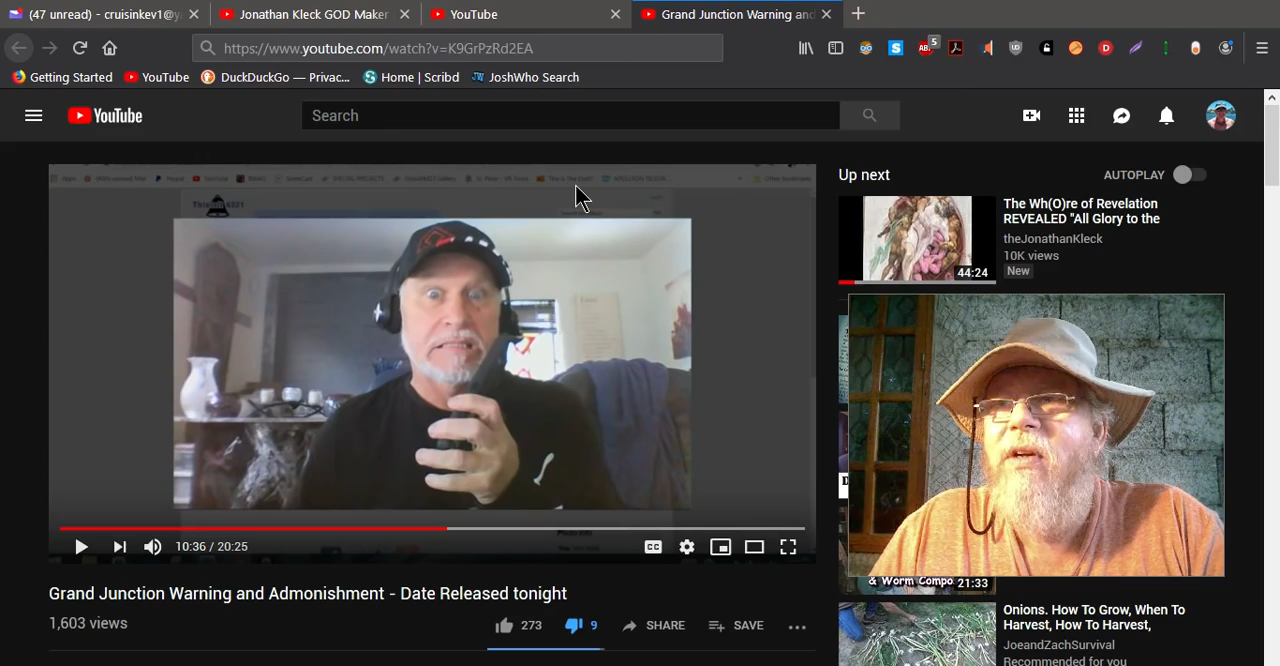 (47 unread) - cruisinkev1@y
Jonathan Kleck GOD Maker
YouTube
Grand Junction Warning and
https://www.youtube.com/watch?v=K9GrPzRd2EA
5
Getting Started
YouTube
DuckDuckGo — Privac...
Home | Scribd
JoshWho Search
YouTube
Search
Up next
AUTOPLAY
The Wh(O)re of Revelation
REVEALED "All Glory to the
theJonathanKleck
10K views
New
44:24
10:36 / 20:25
Grand Junction Warning and Admonishment - Date Released tonight
1,603 views
273
9
SHARE
SAVE
& Worm Compo
21:33
Onions. How To Grow, When To
Harvest, How To Harvest,
JoeandZachSurvival
Recommended for you